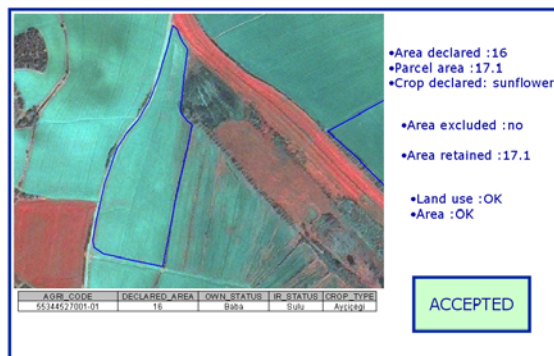 •Area declared :16
•Parcel area :17.1
•Crop declared: sunflower
•Area excluded :no
•Area retained :17.1
•Land use :OK
•Area :OK
ACCEPTED
AGRI_CODE DECLARED_AREA OWN_STATUS IR_STATUS CROP_TYPE
55344527001-01 16 Baba Sulu Ayçiçegi